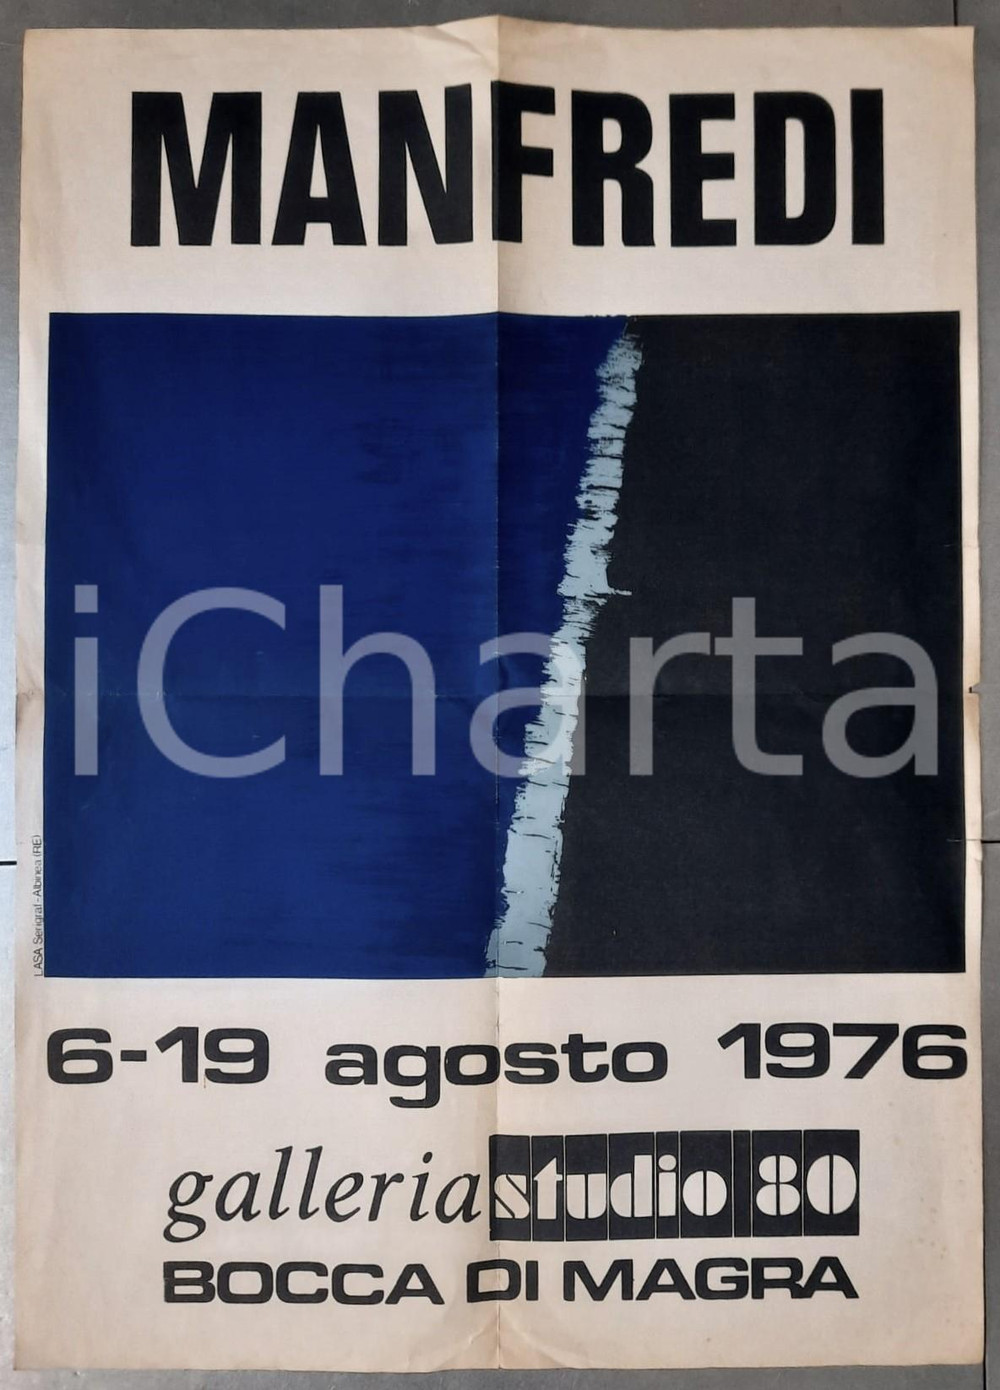 MANFREDI
iCharta
LASA Serigraf - Albinea (RE)
6-19 agosto 1976
galleria studio 80
BOCCA DI MAGRA